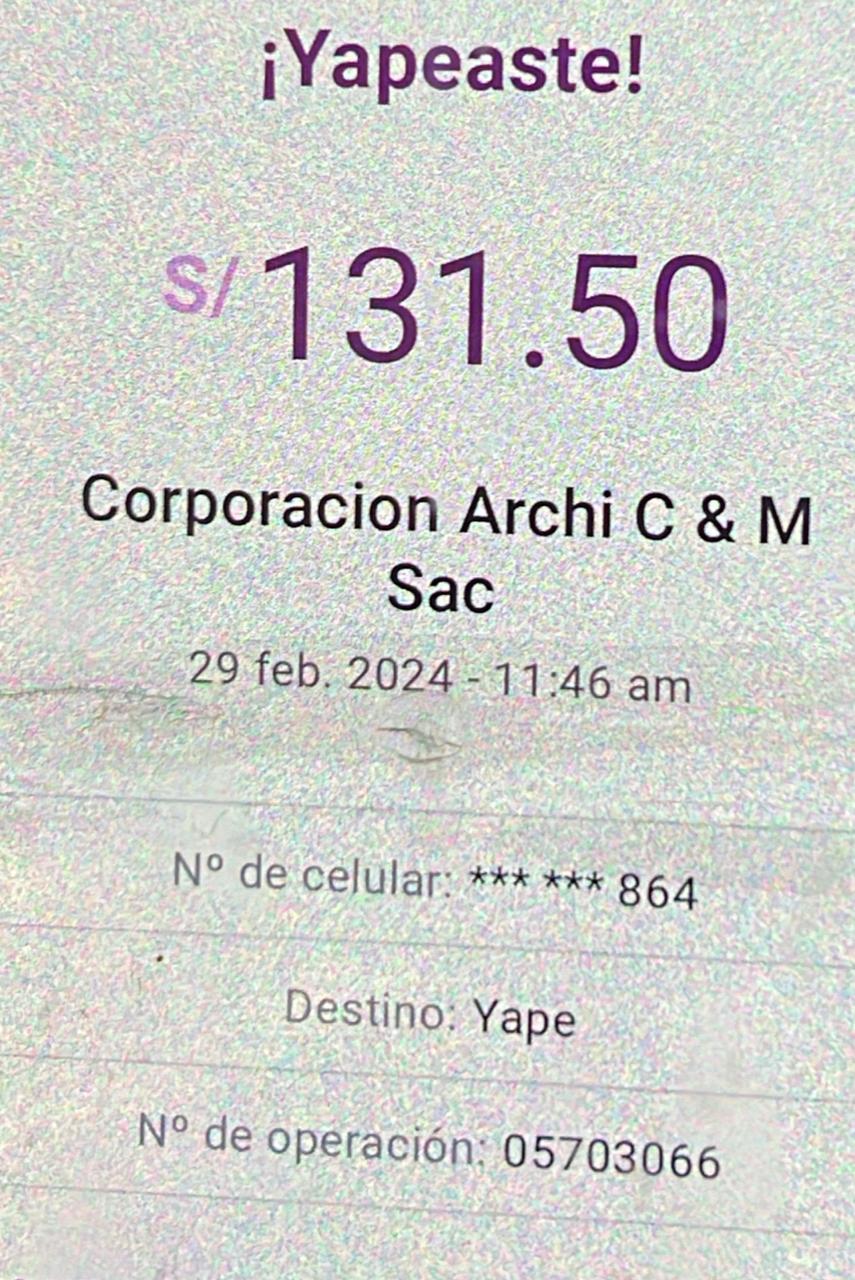 ¡Yapeaste!
S/ 131.50
Corporacion Archi C & M
Sac
29 feb. 2024 - 11:46 am
Nº de celular: *** *** 864
Destino: Yape
Nº de operación: 05703066